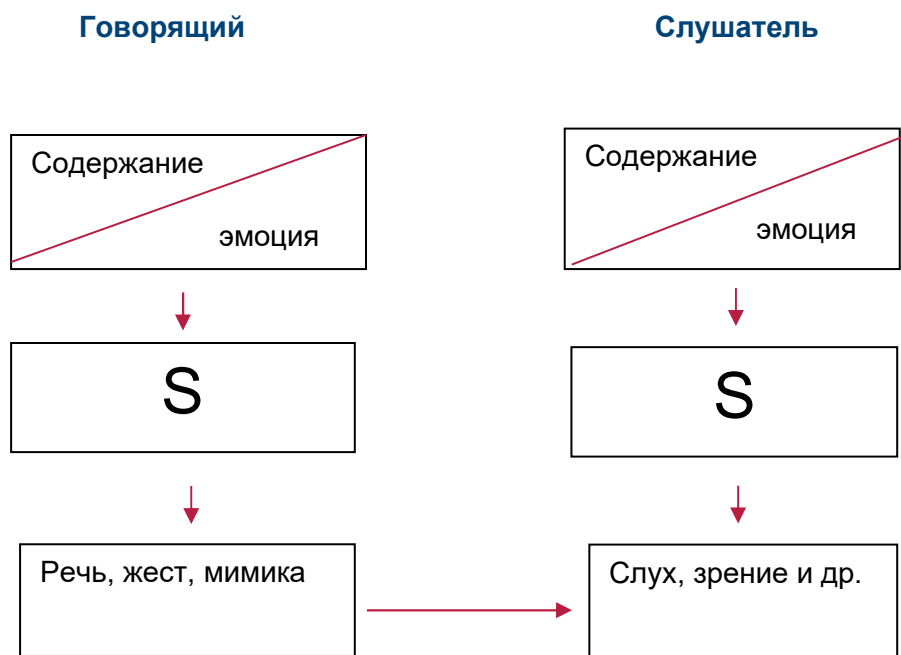 Говорящий
Слушатель
Содержание
эмоция
Содержание
эмоция
S
S
Речь, жест, мимика
Слух, зрение и др.